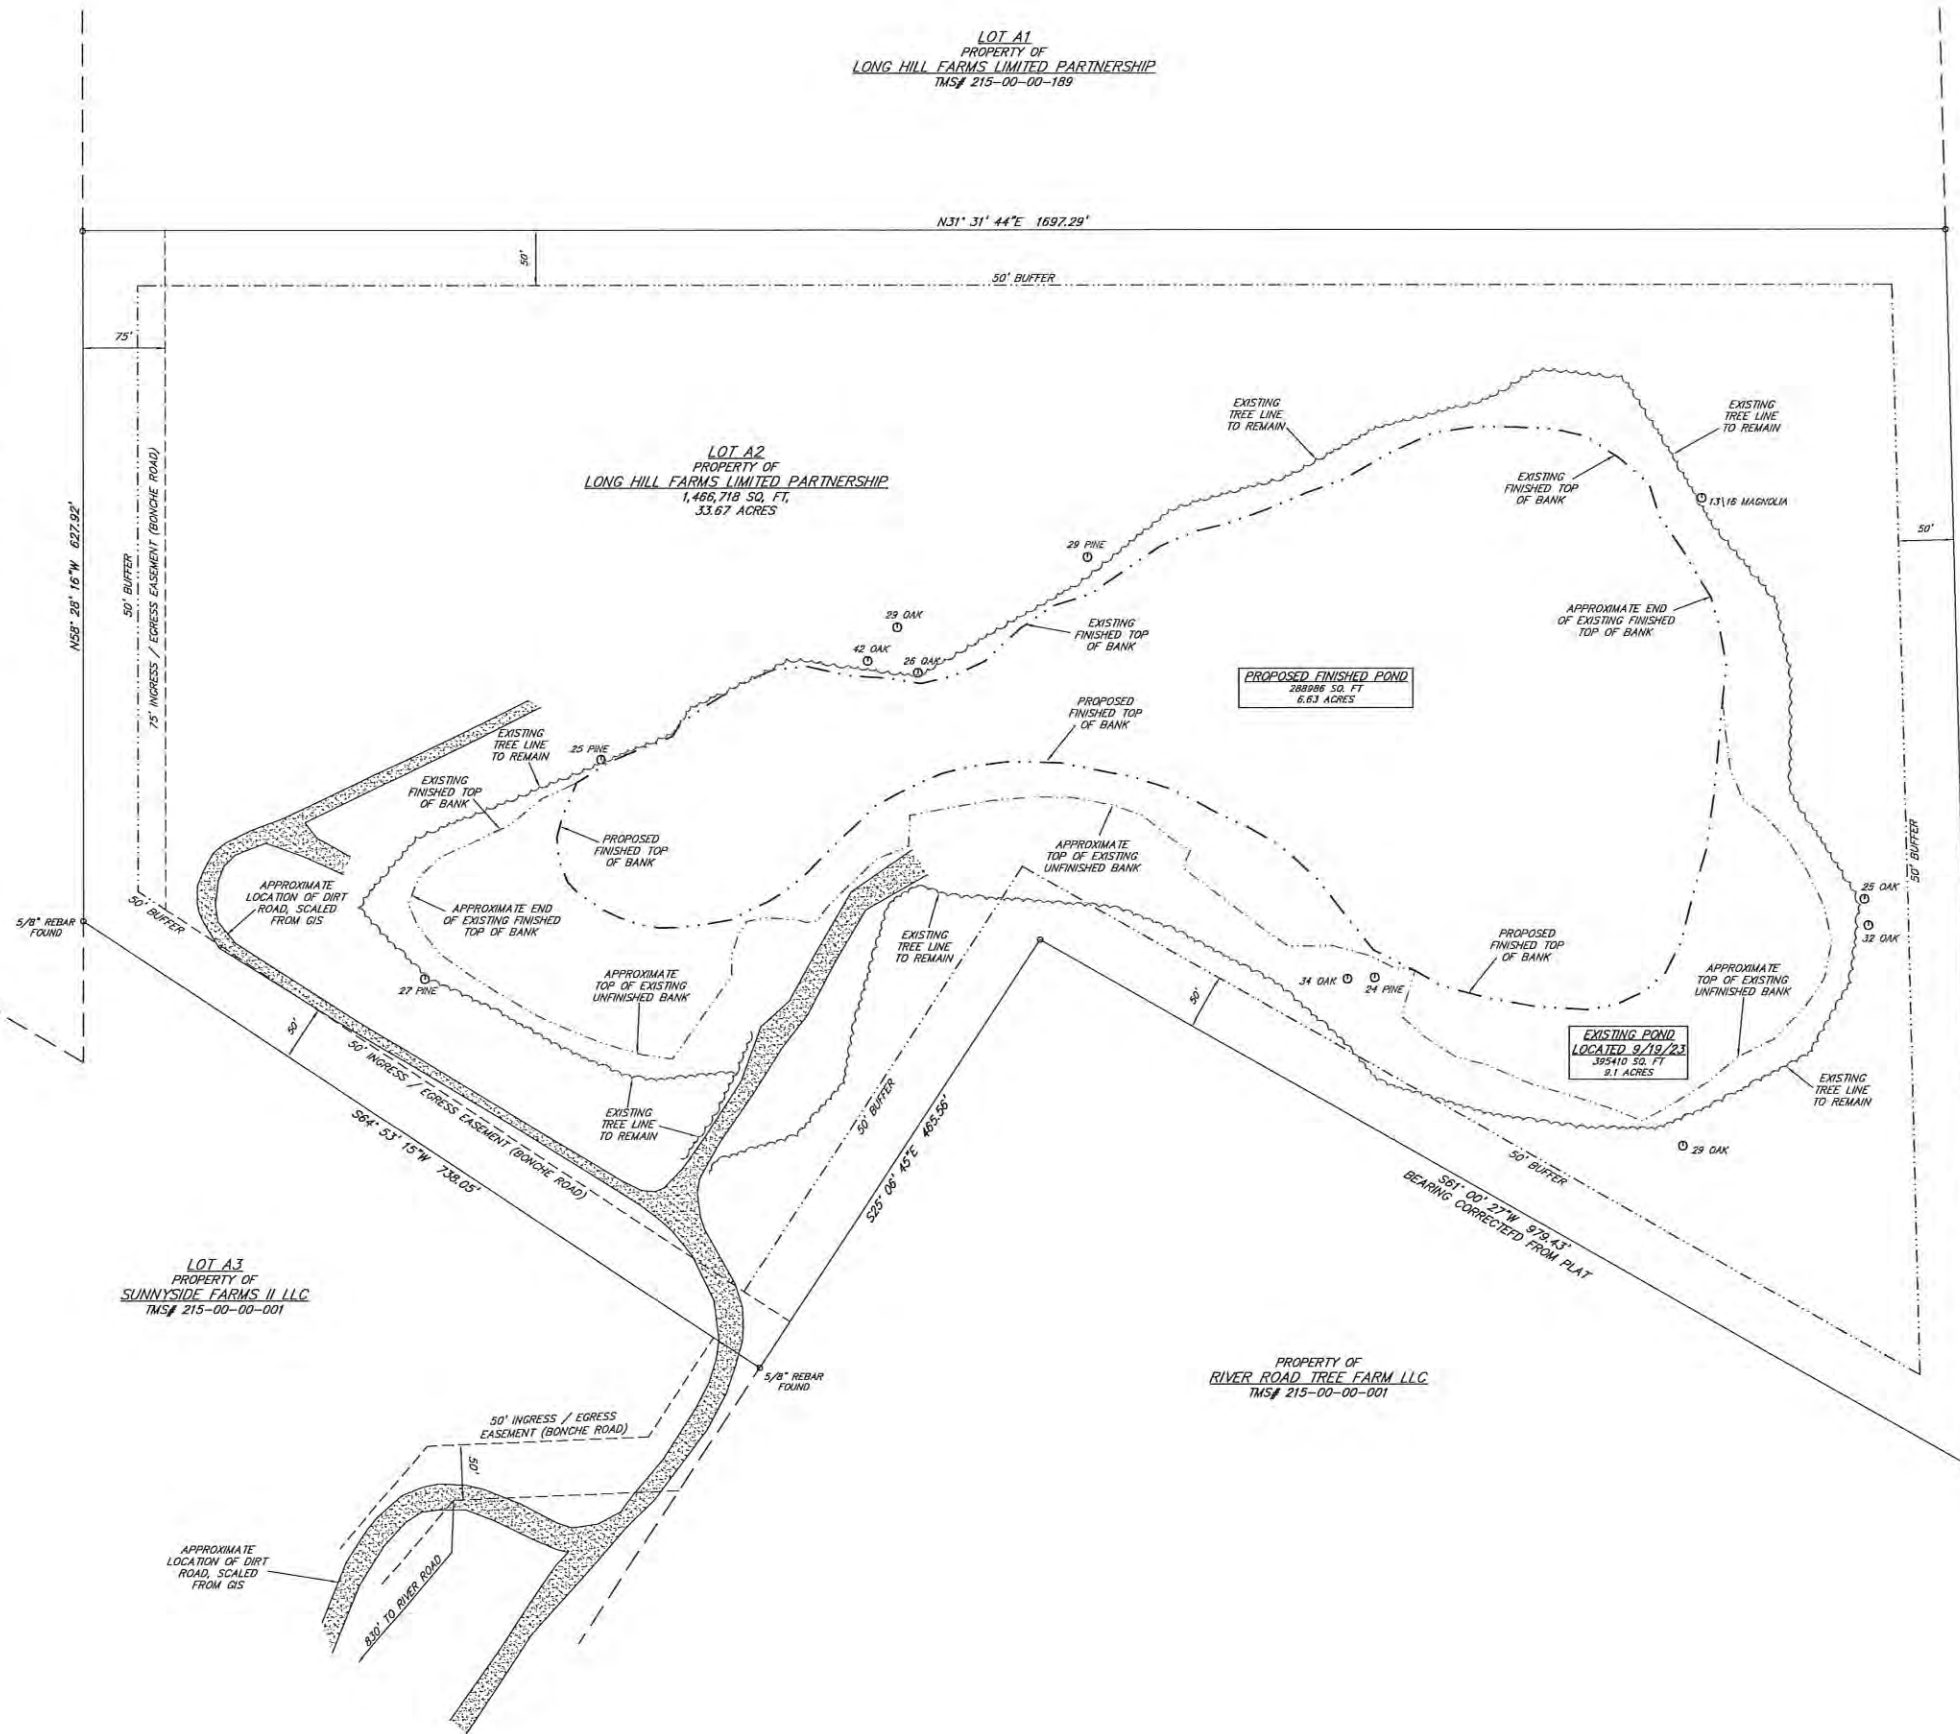 LOT A1
PROPERTY OF
LONG HILL FARMS LIMITED PARTNERSHIP
TMS# 215-00-00-189
N31° 31' 44"E 1697.29'
50'
50' BUFFER
75'
N58° 28' 16"W 627.92'
50' BUFFER
75' INGRESS / EGRESS EASEMENT (BONCHE ROAD)
LOT A2
PROPERTY OF
LONG HILL FARMS LIMITED PARTNERSHIP
1,466,718 SQ. FT,
33.67 ACRES
EXISTING
TREE LINE
TO REMAIN
EXISTING
TREE LINE
TO REMAIN
EXISTING
FINISHED TOP
OF BANK
13\16 MAGNOLIA
50'
29 PINE
29 OAK
42 OAK
26 OAK
EXISTING
FINISHED TOP
OF BANK
APPROXIMATE END
OF EXISTING FINISHED
TOP OF BANK
PROPOSED FINISHED POND
288986 SQ. FT
6.63 ACRES
PROPOSED
FINISHED TOP
OF BANK
EXISTING
TREE LINE
TO REMAIN
25 PINE
EXISTING
FINISHED TOP
OF BANK
PROPOSED
FINISHED TOP
OF BANK
APPROXIMATE
TOP OF EXISTING
UNFINISHED BANK
50' BUFFER
25 OAK
32 OAK
APPROXIMATE
LOCATION OF DIRT
ROAD, SCALED
FROM GIS
50' BUFFER
5/8" REBAR
FOUND
APPROXIMATE END
OF EXISTING FINISHED
TOP OF BANK
EXISTING
TREE LINE
TO REMAIN
PROPOSED
FINISHED TOP
OF BANK
APPROXIMATE
TOP OF EXISTING
UNFINISHED BANK
27 PINE
APPROXIMATE
TOP OF EXISTING
UNFINISHED BANK
34 OAK
24 PINE
50'
50'
EXISTING POND
LOCATED 9/19/23
395410 SQ. FT
9.1 ACRES
50' INGRESS / EGRESS EASEMENT (BONCHE ROAD)
EXISTING
TREE LINE
TO REMAIN
50' BUFFER
EXISTING
TREE LINE
TO REMAIN
S64° 53' 15"W 738.05'
S25° 06' 45"E 465.56'
29 OAK
50' BUFFER
S61° 00' 27"W 979.43'
BEARING CORRECTEFD FROM PLAT
LOT A3
PROPERTY OF
SUNNYSIDE FARMS II LLC
TMS# 215-00-00-001
5/8" REBAR
FOUND
PROPERTY OF
RIVER ROAD TREE FARM LLC
TMS# 215-00-00-001
50' INGRESS / EGRESS
EASEMENT (BONCHE ROAD)
50'
APPROXIMATE
LOCATION OF DIRT
ROAD, SCALED
FROM GIS
830' TO RIVER ROAD